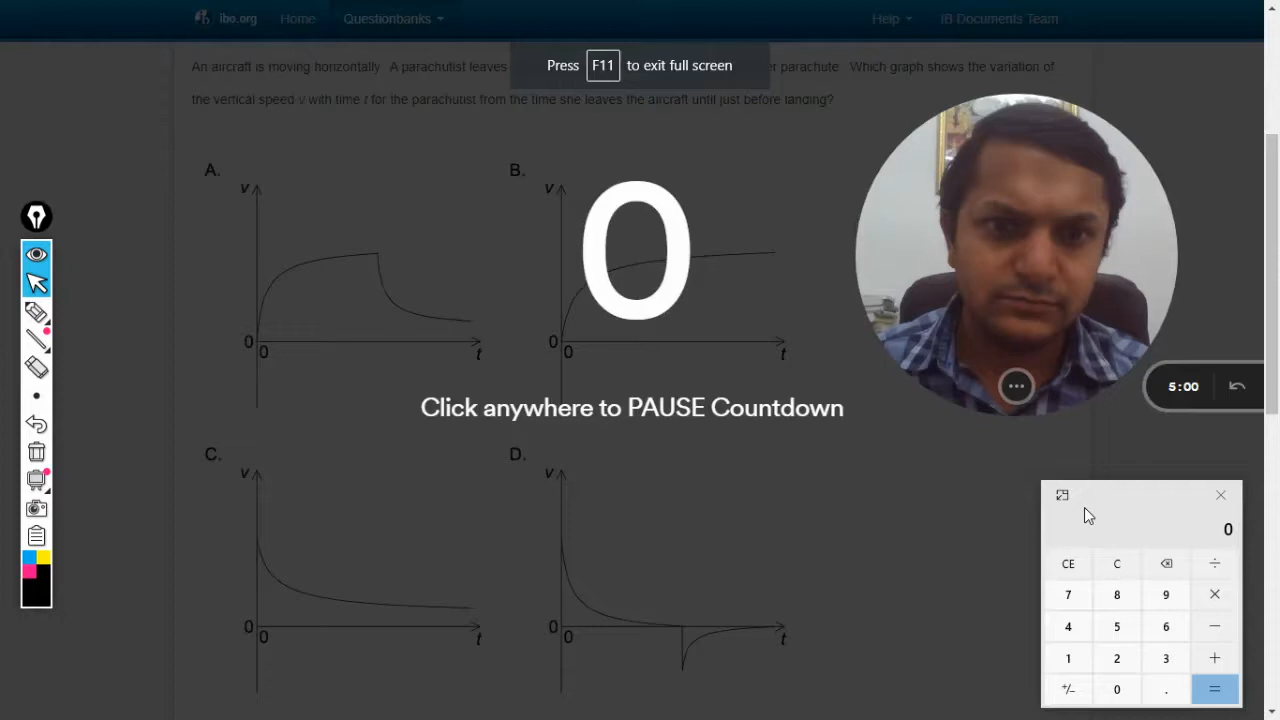 ibo.org Home Questionbanks Help IB Documents Team
Press F11 to exit full screen
An aircraft is moving horizontally. A parachutist leaves er parachute. Which graph shows the variation of
the vertical speed v with time t for the parachutist from the time she leaves the aircraft until just before landing?
A. B.
v v
0
0 0
0 t 0 t
5:00
Click anywhere to PAUSE Countdown
C. D.
v v
0
CE C ÷
7 8 9 ×
0 0
4 5 6 −
0 t 0 t
1 2 3 +
+/− 0 . =